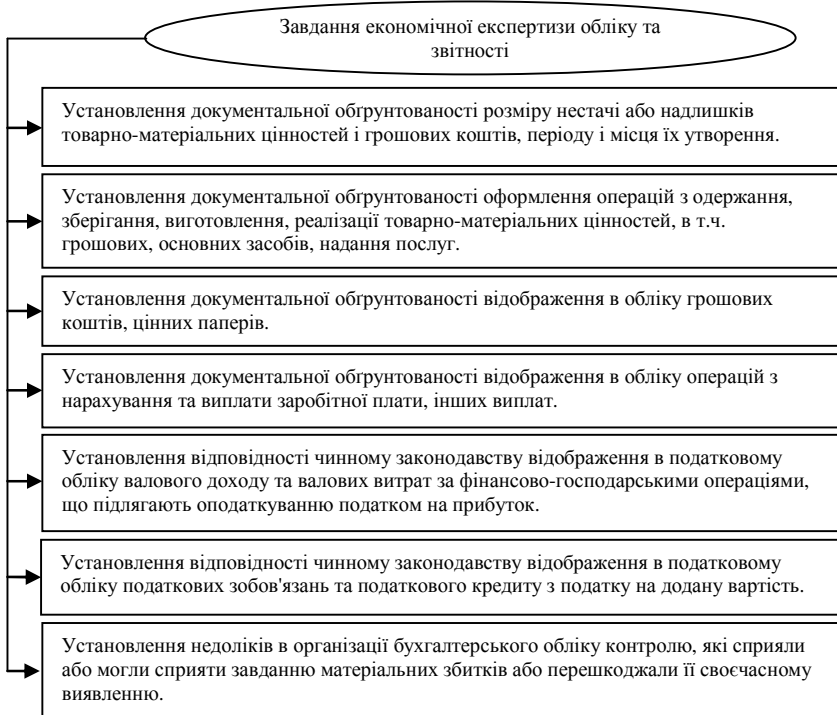 Завдання економічної експертизи обліку та
звітності
Установлення документальної обґрунтованості розміру нестачі або надлишків
товарно-матеріальних цінностей і грошових коштів, періоду і місця їх утворення.
Установлення документальної обґрунтованості оформлення операцій з одержання,
зберігання, виготовлення, реалізації товарно-матеріальних цінностей, в т.ч.
грошових, основних засобів, надання послуг.
Установлення документальної обґрунтованості відображення в обліку грошових
коштів, цінних паперів.
Установлення документальної обґрунтованості відображення в обліку операцій з
нарахування та виплати заробітної плати, інших виплат.
Установлення відповідності чинному законодавству відображення в податковому
обліку валового доходу та валових витрат за фінансово-господарськими операціями,
що підлягають оподаткуванню податком на прибуток.
Установлення відповідності чинному законодавству відображення в податковому
обліку податкових зобов'язань та податкового кредиту з податку на додану вартість.
Установлення недоліків в організації бухгалтерського обліку контролю, які сприяли
або могли сприяти завданню матеріальних збитків або перешкоджали її своєчасному
виявленню.